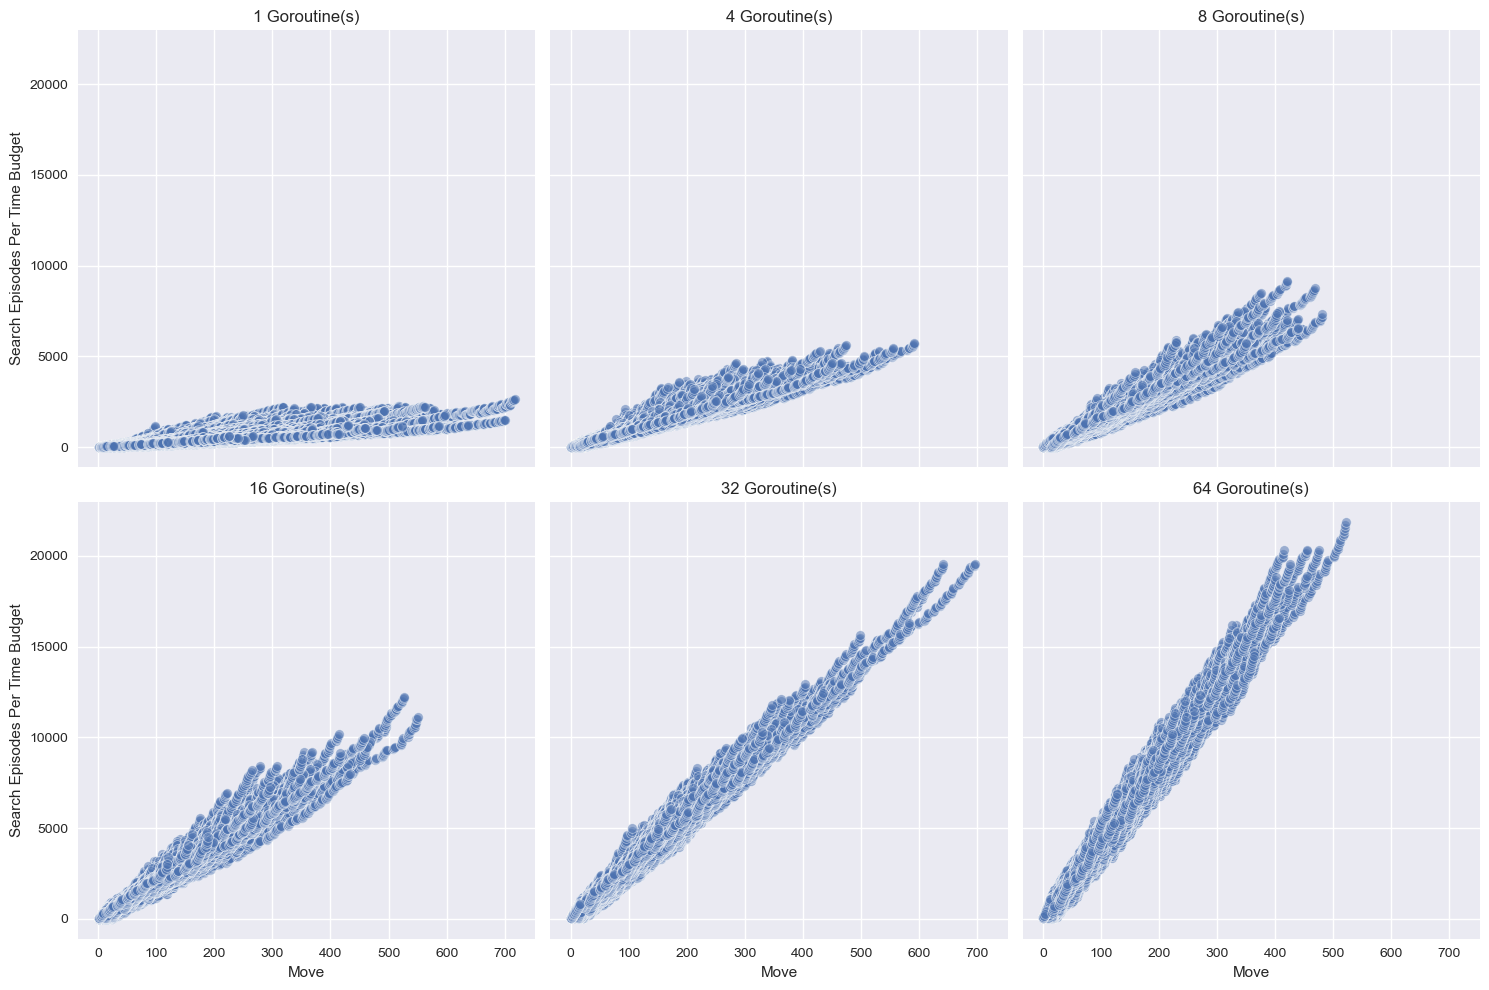 1 Goroutine(s)
4 Goroutine(s)
8 Goroutine(s)
20000
15000
10000
5000
0
Search Episodes Per Time Budget
16 Goroutine(s)
32 Goroutine(s)
64 Goroutine(s)
20000
15000
10000
5000
0
Search Episodes Per Time Budget
0 100 200 300 400 500 600 700
0 100 200 300 400 500 600 700
0 100 200 300 400 500 600 700
Move
Move
Move